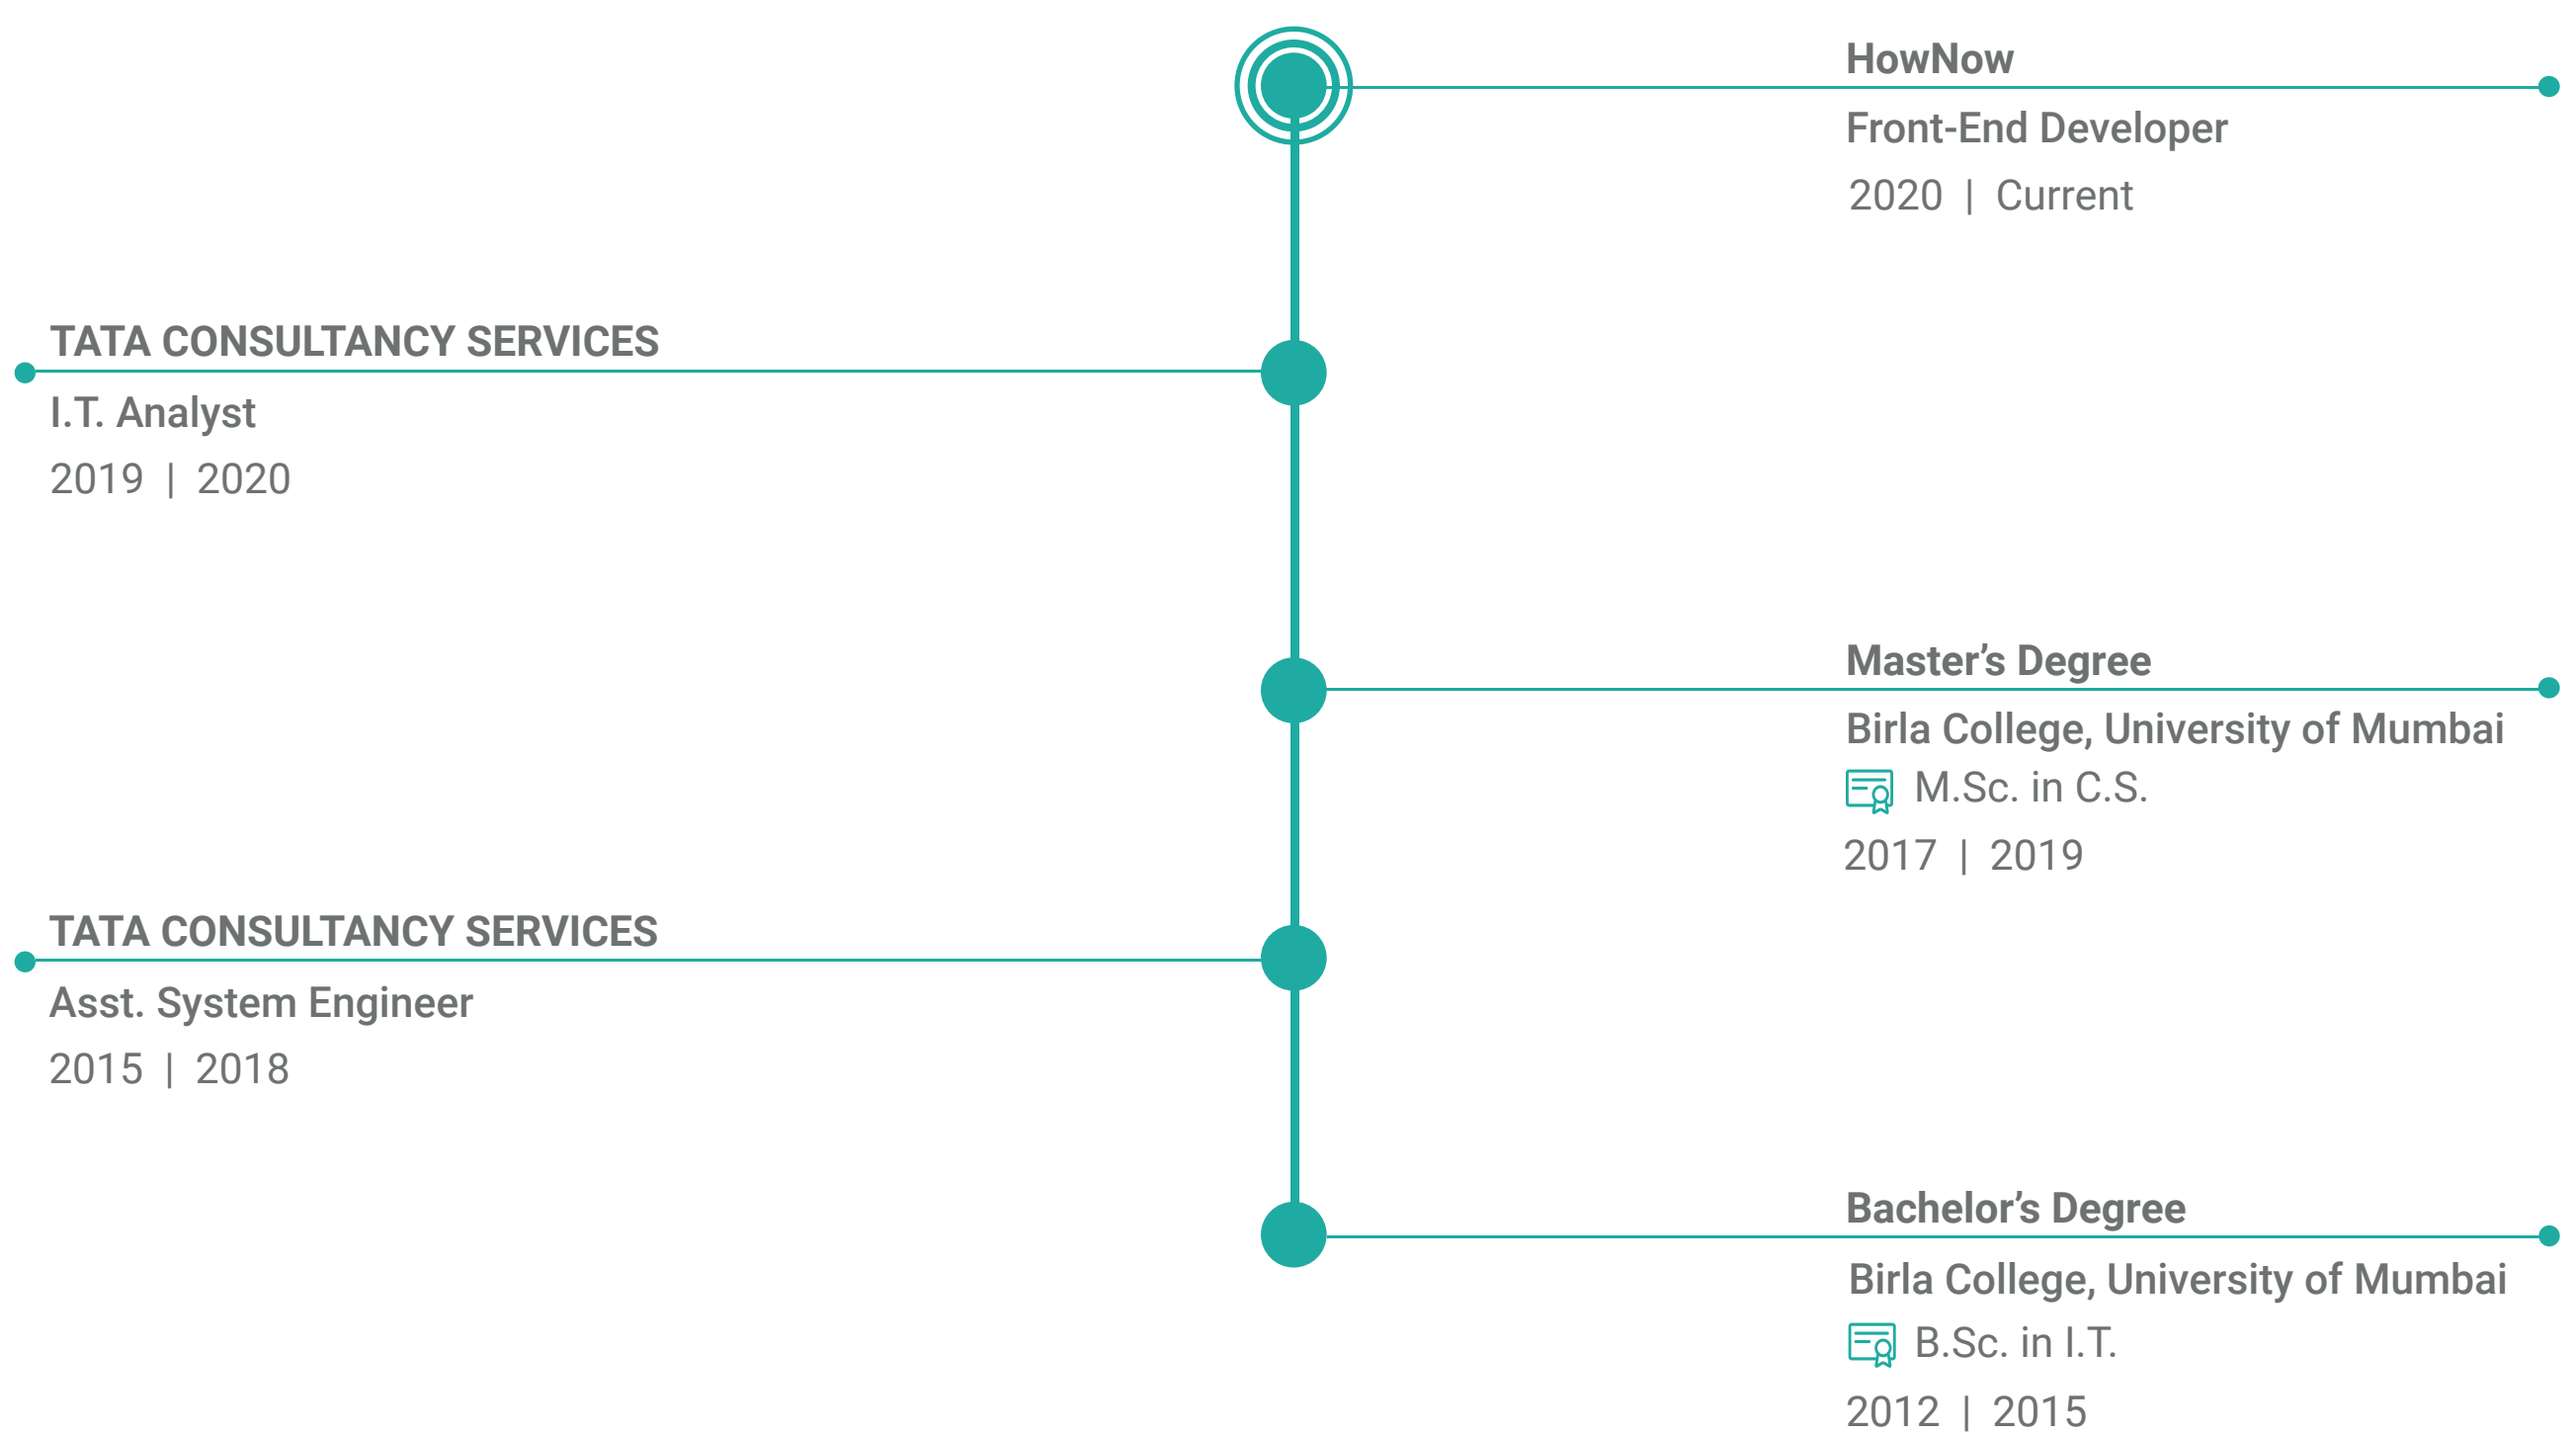 HowNow
Front-End Developer
2020 | Current
TATA CONSULTANCY SERVICES
I.T. Analyst
2019 | 2020
Master’s Degree
Birla College, University of Mumbai
M.Sc. in C.S.
2017 | 2019
TATA CONSULTANCY SERVICES
Asst. System Engineer
2015 | 2018
Bachelor’s Degree
Birla College, University of Mumbai
B.Sc. in I.T.
2012 | 2015